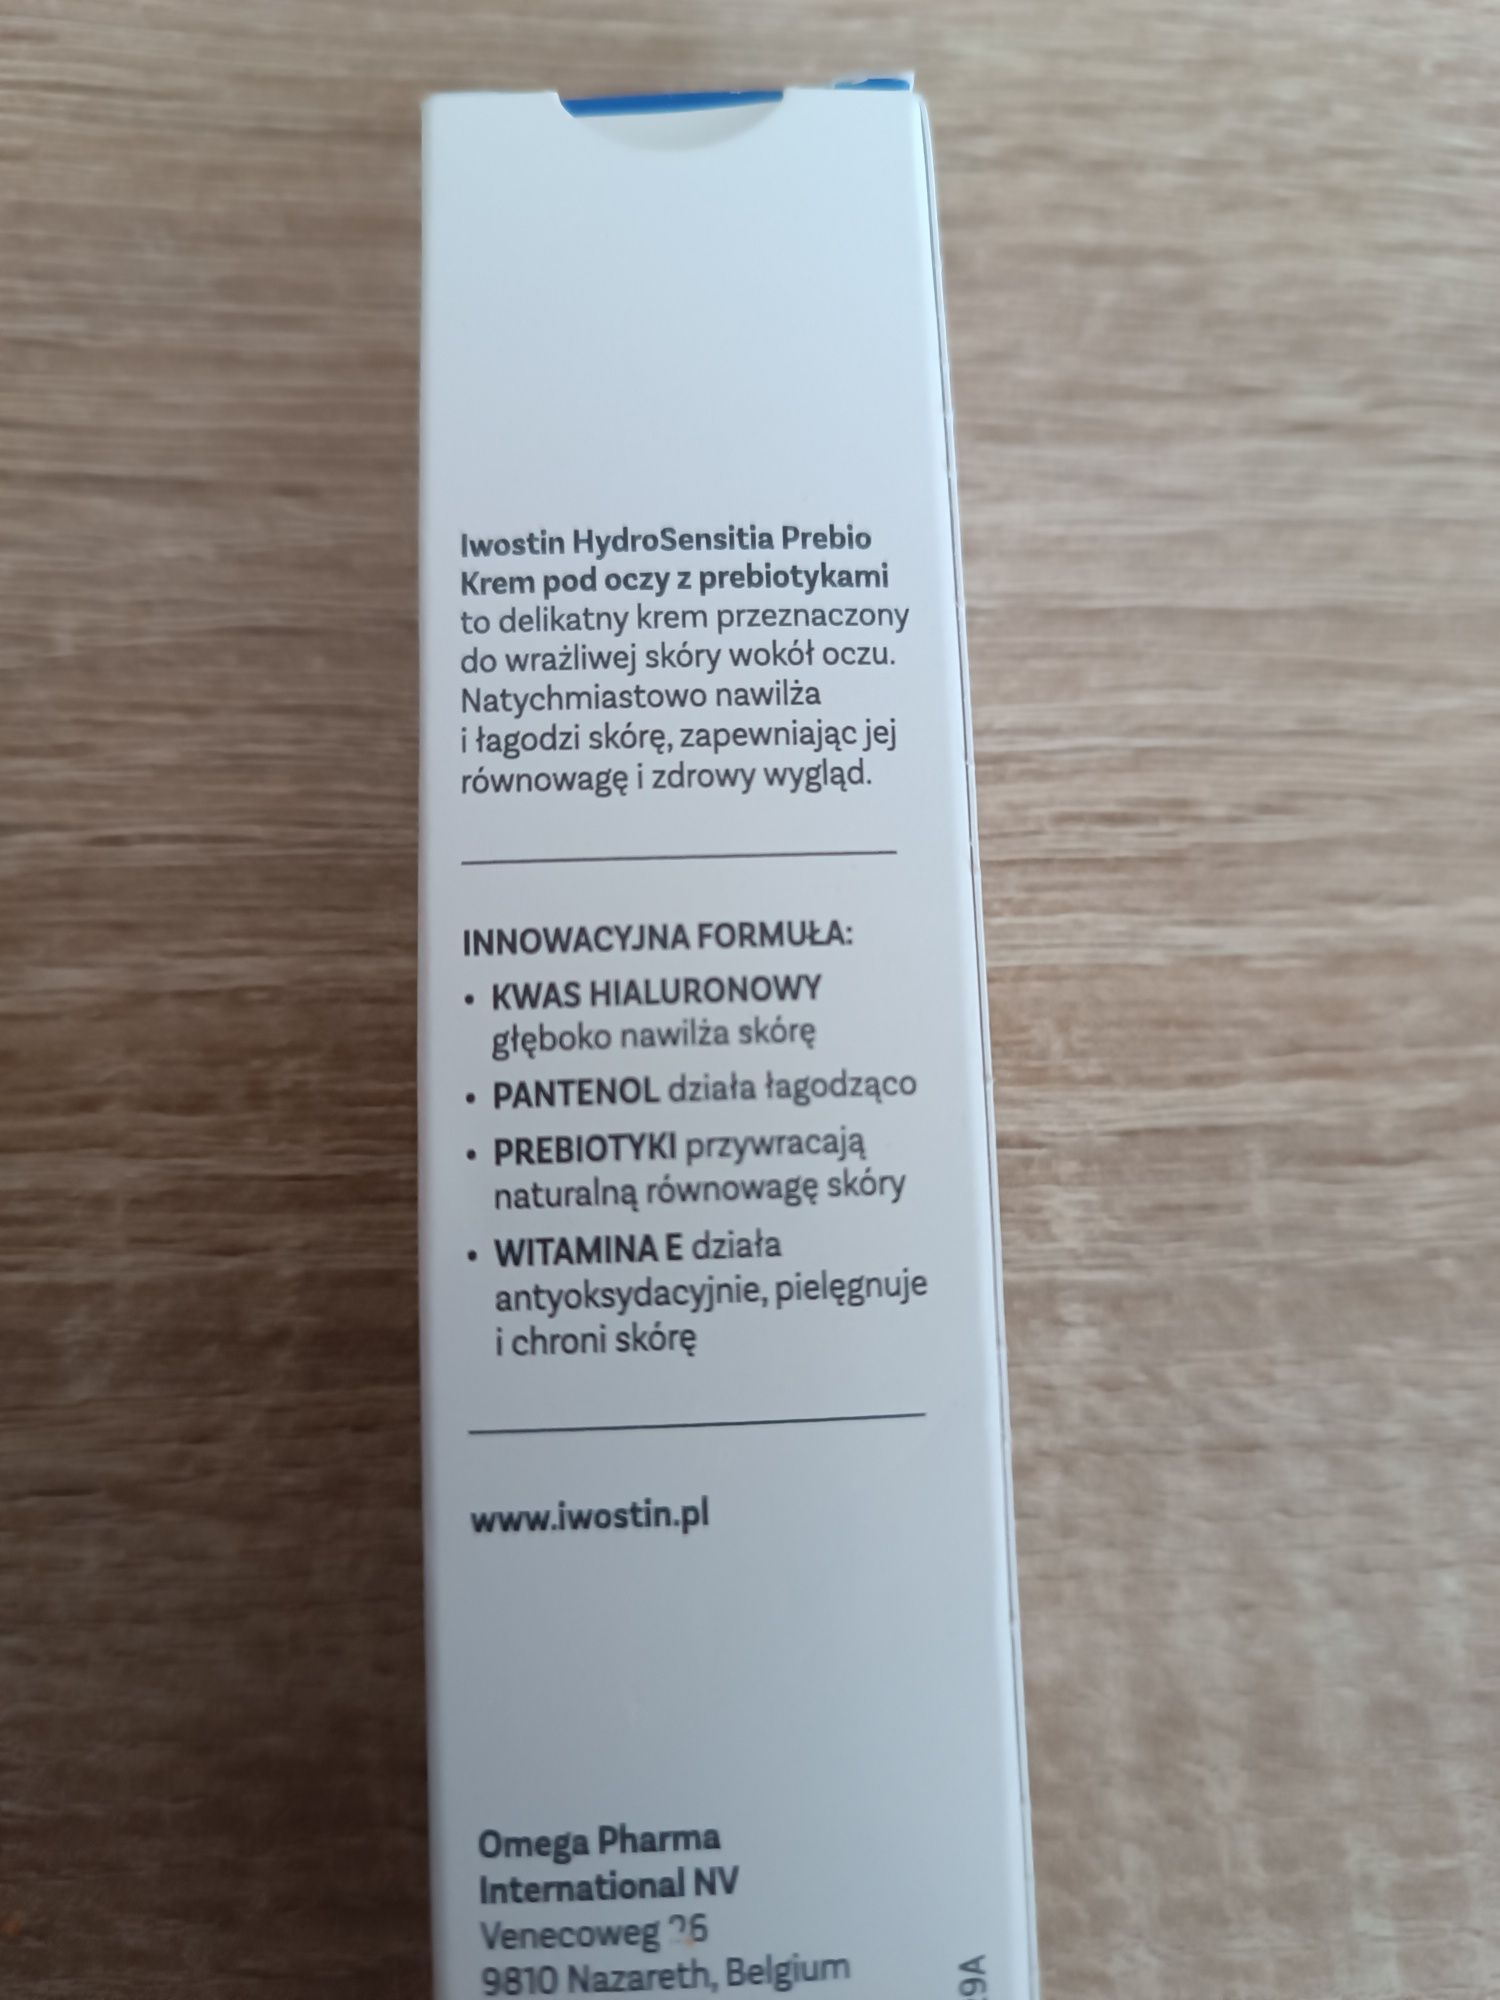 Iwostin HydroSensitia Prebio
Krem pod oczy z prebiotykami
to delikatny krem przeznaczony
do wrażliwej skóry wokół oczu.
Natychmiastowo nawilża
i łagodzi skórę, zapewniając jej
równowagę i zdrowy wygląd.
INNOWACYJNA FORMUŁA:
• KWAS HIALURONOWY
głęboko nawilża skórę
• PANTENOL działa łagodząco
• PREBIOTYKI przywracają
naturalną równowagę skóry
• WITAMINA E działa
antyoksydacyjnie, pielęgnuje
i chroni skórę
www.iwostin.pl
Omega Pharma
International NV
Venecoweg
9810 Nazareth, Belgium